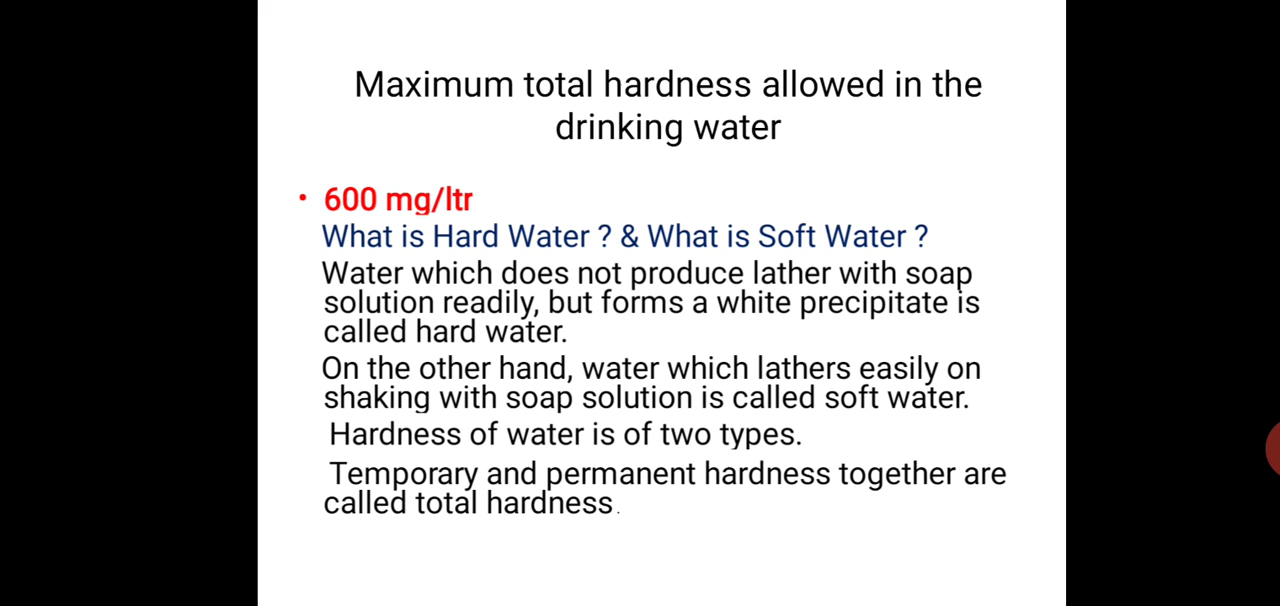 Maximum total hardness allowed in the
drinking water
• 600 mg/ltr
What is Hard Water ? & What is Soft Water ?
Water which does not produce lather with soap
solution readily, but forms a white precipitate is
called hard water.
On the other hand, water which lathers easily on
shaking with soap solution is called soft water.
Hardness of water is of two types.
Temporary and permanent hardness together are
called total hardness.